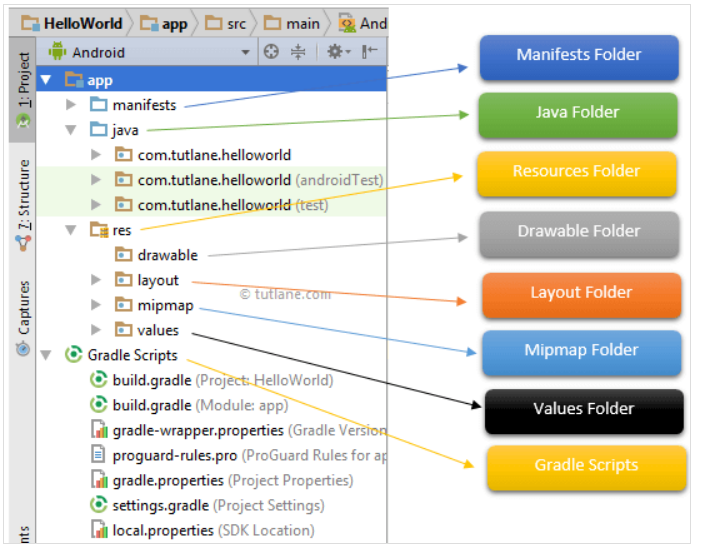 HelloWorld app src main And
Android
1: Project
7: Structure
Captures
nts
app
manifests
java
com.tutlane.helloworld
com.tutlane.helloworld (androidTest)
com.tutlane.helloworld (test)
res
drawable
layout
© tutlane.com
mipmap
values
Gradle Scripts
build.gradle (Project: HelloWorld)
build.gradle (Module: app)
gradle-wrapper.properties (Gradle Version
proguard-rules.pro (ProGuard Rules for ap
gradle.properties (Project Properties)
settings.gradle (Project Settings)
local.properties (SDK Location)
Manifests Folder
Java Folder
Resources Folder
Drawable Folder
Layout Folder
Mipmap Folder
Values Folder
Gradle Scripts